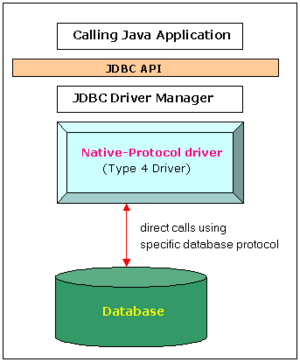 Calling Java Application
JDBC API
JDBC Driver Manager
Native-Protocol driver
(Type 4 Driver)
direct calls using
specific database protocol
Database